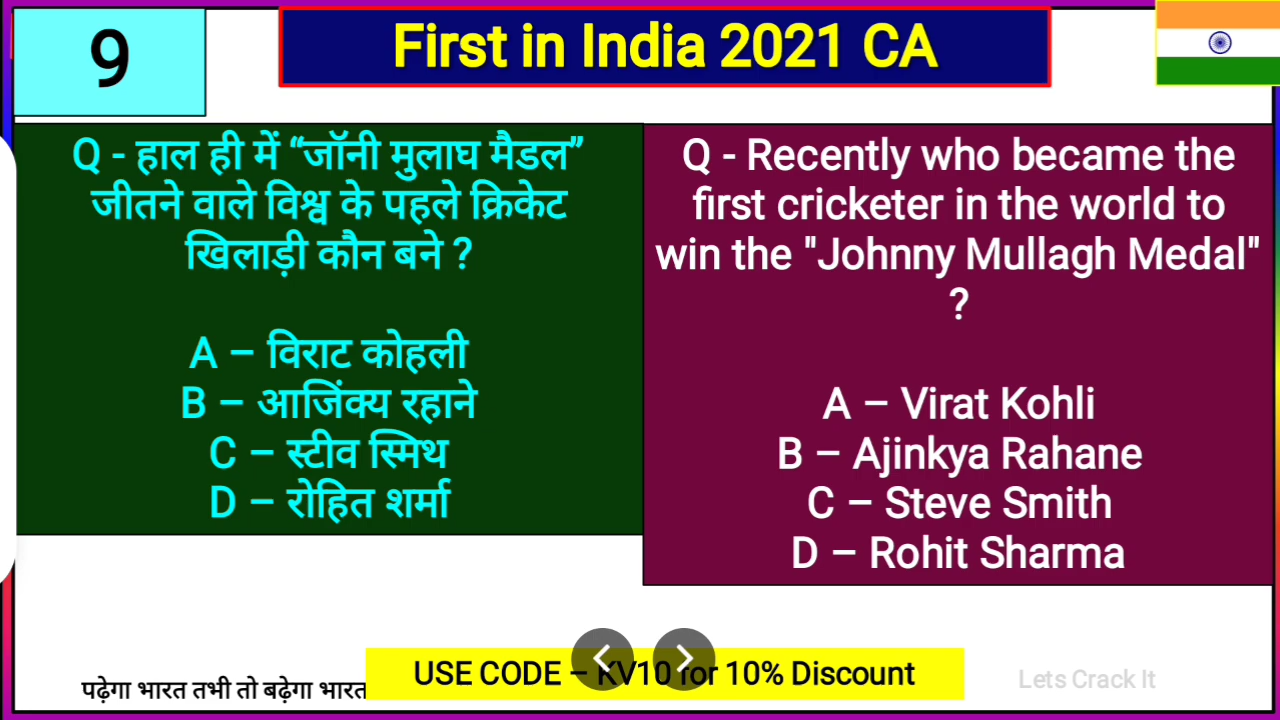 9
First in India 2021 CA
Q - हाल ही में “जॉनी मुलाघ मैडल”
जीतने वाले विश्व के पहले क्रिकेट
खिलाड़ी कौन बने ?
A – विराट कोहली
B – आजिंक्य रहाने
C – स्टीव स्मिथ
D – रोहित शर्मा
Q - Recently who became the
first cricketer in the world to
win the "Johnny Mullagh Medal"
?
A – Virat Kohli
B – Ajinkya Rahane
C – Steve Smith
D – Rohit Sharma
पढ़ेगा भारत तभी तो बढ़ेगा भारत
USE CODE – KV10 for 10% Discount
Lets Crack It